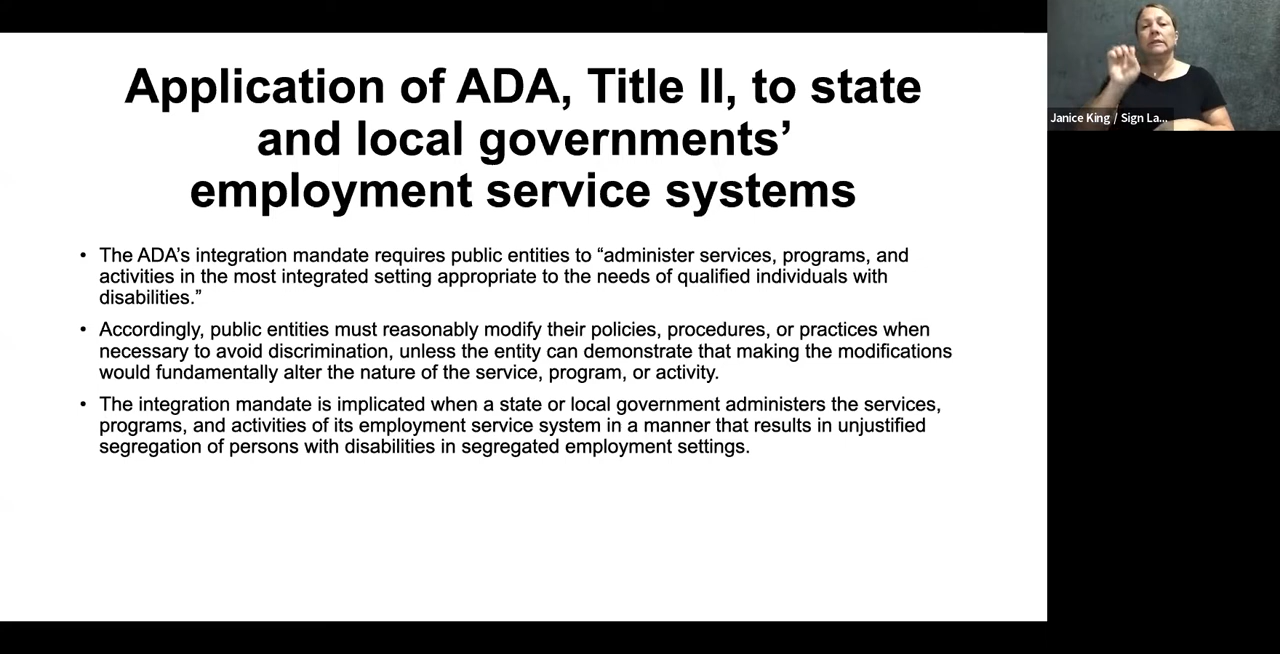 Application of ADA, Title II, to state
and local governments’
employment service systems
• The ADA’s integration mandate requires public entities to “administer services, programs, and
activities in the most integrated setting appropriate to the needs of qualified individuals with
disabilities.”
• Accordingly, public entities must reasonably modify their policies, procedures, or practices when
necessary to avoid discrimination, unless the entity can demonstrate that making the modifications
would fundamentally alter the nature of the service, program, or activity.
• The integration mandate is implicated when a state or local government administers the services,
programs, and activities of its employment service system in a manner that results in unjustified
segregation of persons with disabilities in segregated employment settings.
Janice King / Sign La...